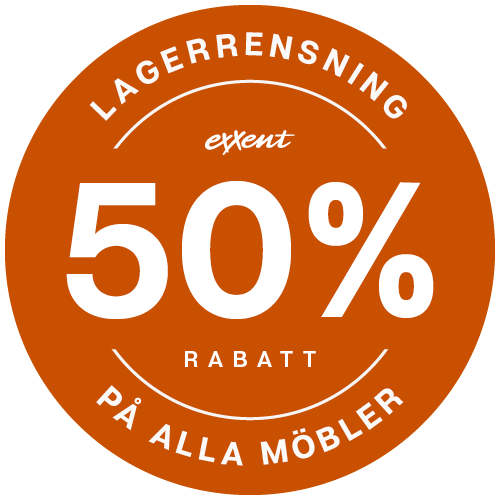 LAGERRENSNING
exxent
50%
RABATT
PÅ ALLA MÖBLER